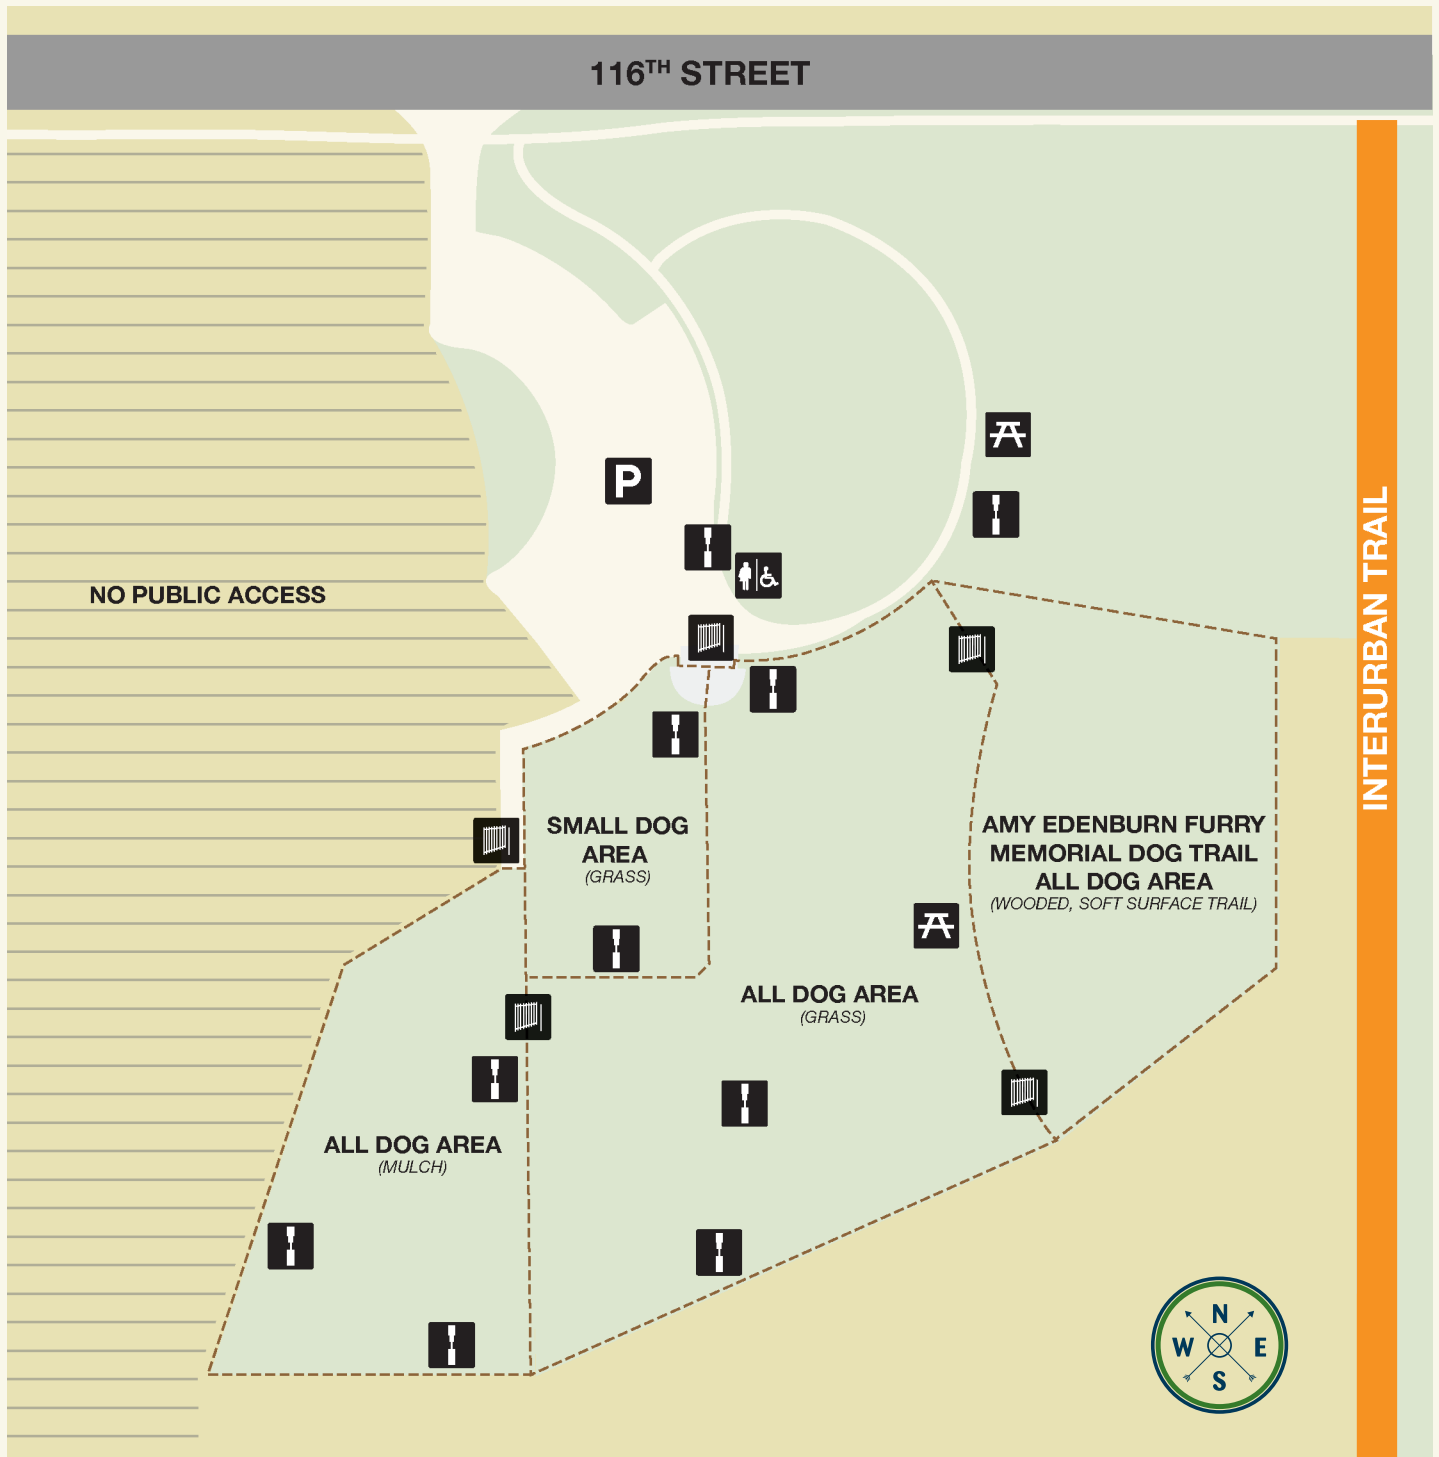 116TH STREET
P
NO PUBLIC ACCESS
INTERURBAN TRAIL
SMALL DOG
AREA
(GRASS)
AMY EDENBURN FURRY
MEMORIAL DOG TRAIL
ALL DOG AREA
(WOODED, SOFT SURFACE TRAIL)
ALL DOG AREA
(GRASS)
ALL DOG AREA
(MULCH)
N
W E
S